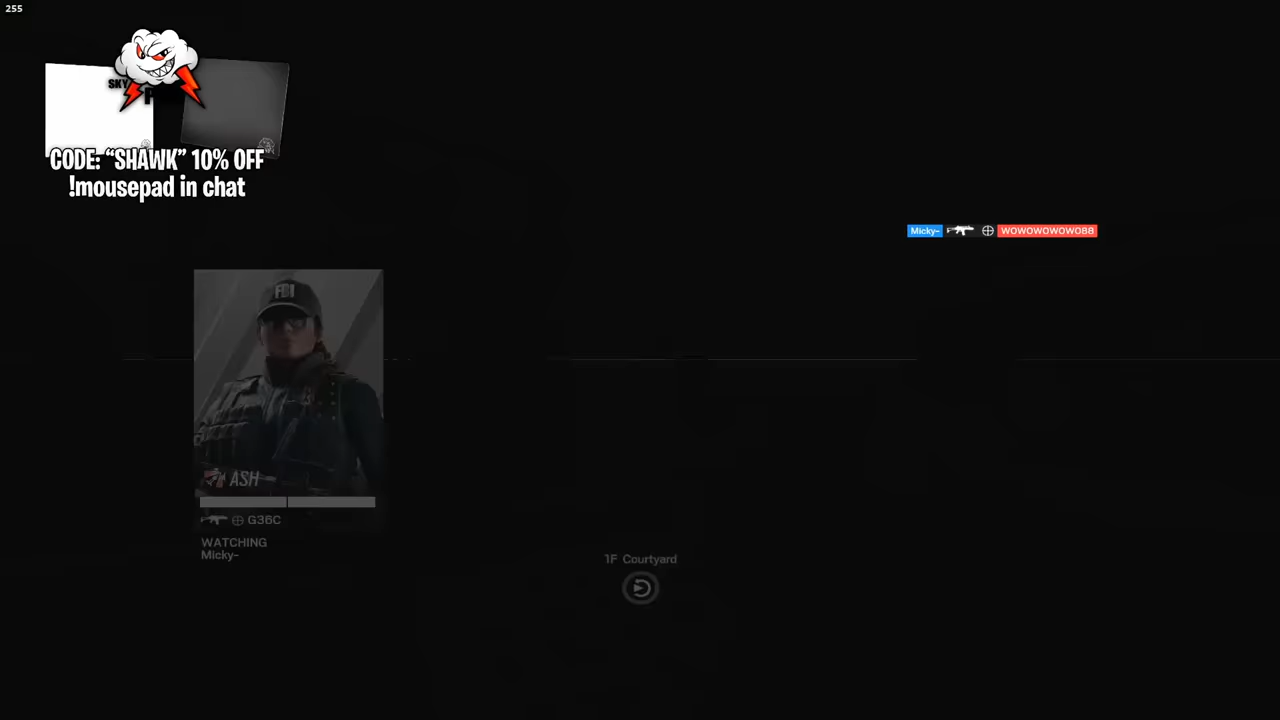 255
SKY
CODE: “SHAWK” 10% OFF
!mousepad in chat
Micky- WOWOWOWOWO88
FBI
ASH
G36C
WATCHING
Micky-
1F Courtyard